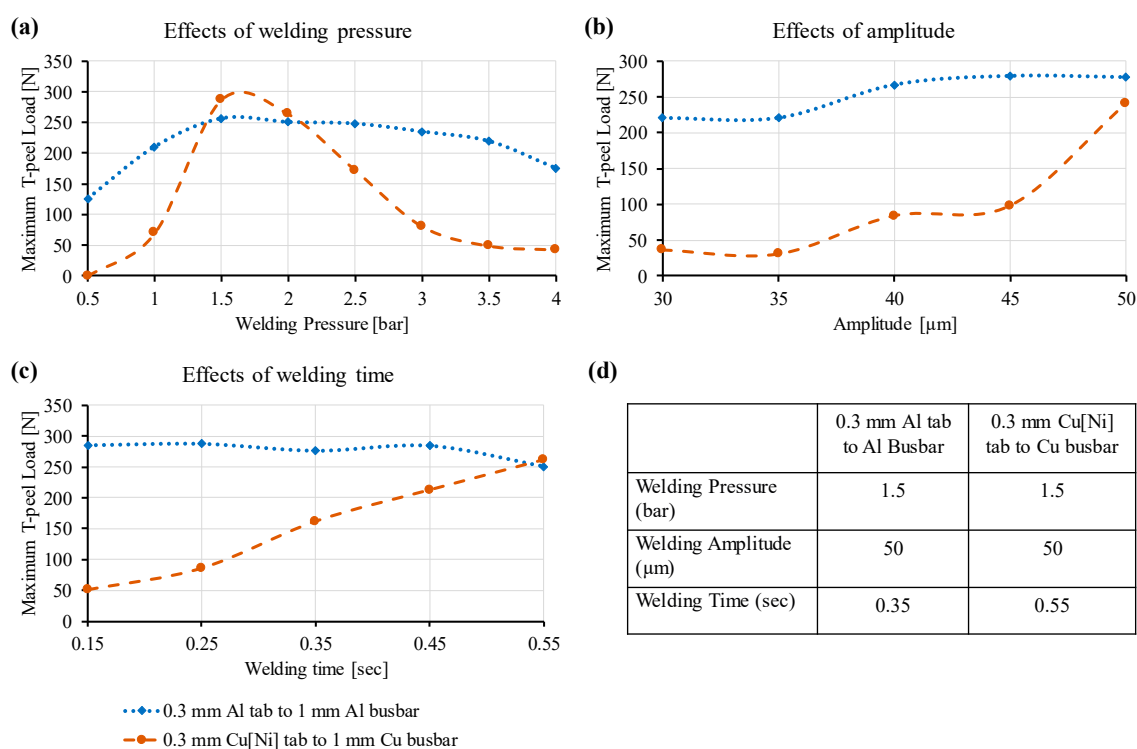 (a)
Effects of welding pressure
Maximum T-peel Load [N]
350
300
250
200
150
100
50
0
0.5 1 1.5 2 2.5 3 3.5 4
Welding Pressure [bar]
(b)
Effects of amplitude
Maximum T-peel Load [N]
300
250
200
150
100
50
0
30 35 40 45 50
Amplitude [µm]
(c)
Effects of welding time
Maximum T-peel Load [N]
350
300
250
200
150
100
50
0
0.15 0.25 0.35 0.45 0.55
Welding time [sec]
0.3 mm Al tab to 1 mm Al busbar
0.3 mm Cu[Ni] tab to 1 mm Cu busbar
(d)
0.3 mm Al tab
to Al Busbar
0.3 mm Cu[Ni]
tab to Cu busbar
Welding Pressure
(bar)
1.5
1.5
Welding Amplitude
(µm)
50
50
Welding Time (sec)
0.35
0.55